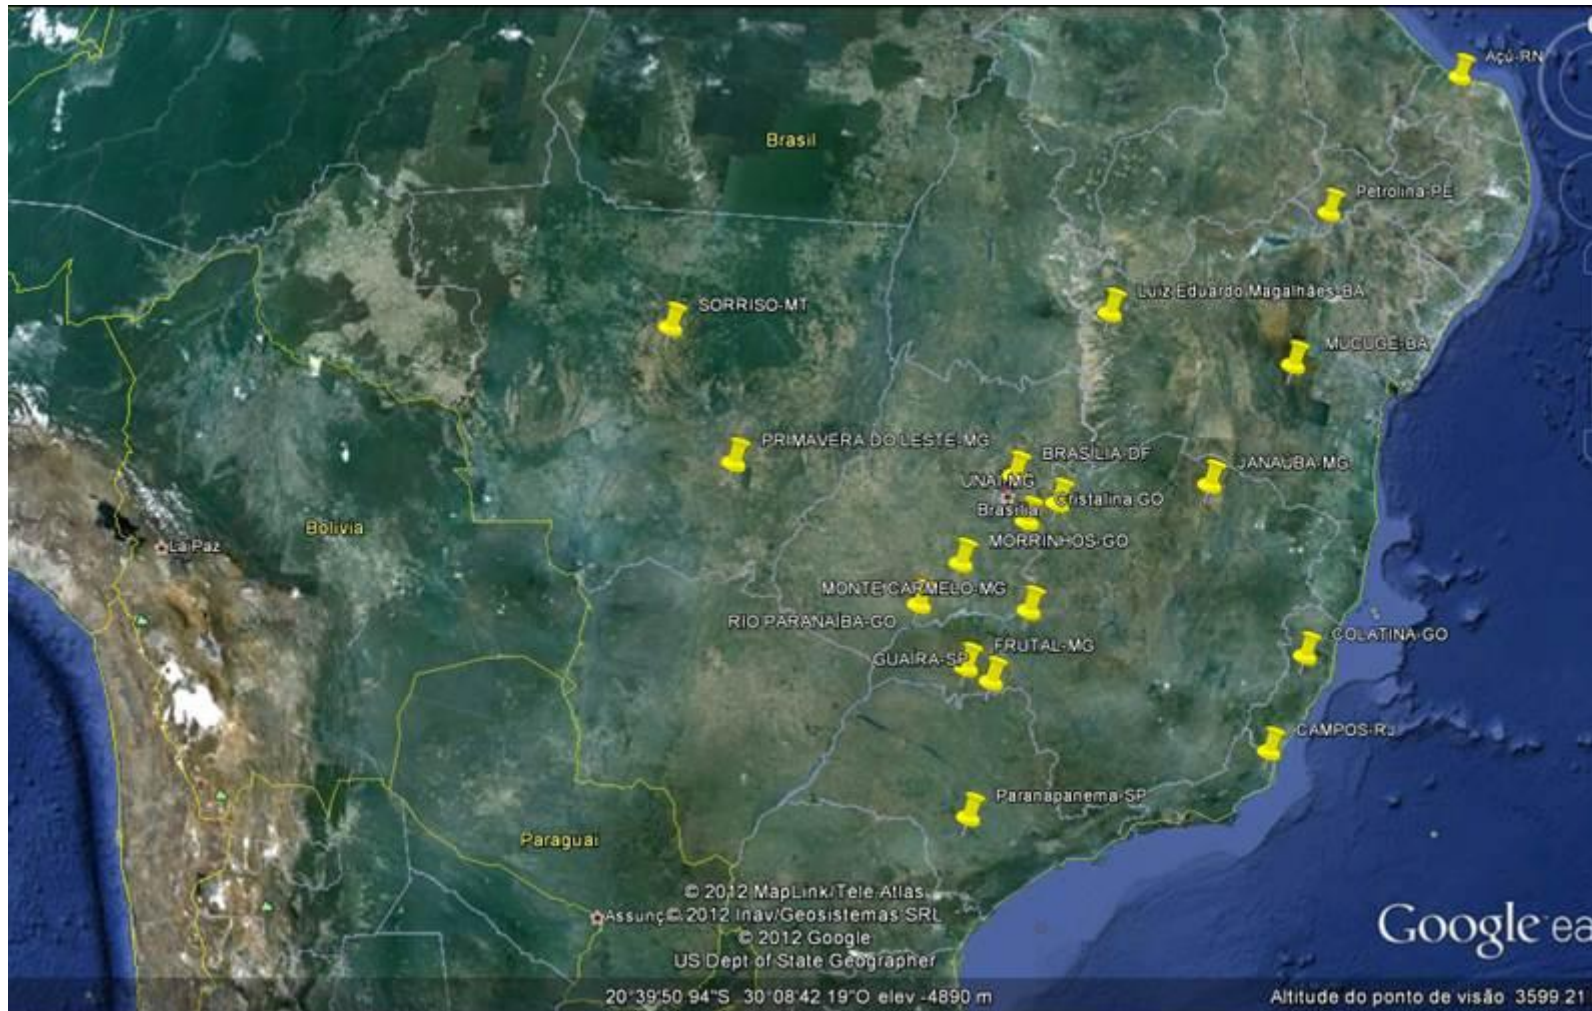 Açú-RN
Brasil
Petrolina-PE
Luiz Eduardo Magalhães-BA
SORRISO-MT
MUCUGE-BA
PRIMAVERA DO LESTE-MG
BRASÍLIA-DF
JANAUBA-MG
UNAI-MG
Cristalina GO
Brasília
Bolívia
MORRINHOS-GO
La Paz
MONTE CARMELO-MG
RIO PARANAÍBA-GO
COLATINA-GO
FRUTAL-MG
GUAIRA-SP
CAMPOS-RJ
Paranapanema-SP
Paraguai
© 2012 MapLink/Tele Atlas
Assunç © 2012 Inav/Geosistemas SRL
© 2012 Google
US Dept of State Geographer
Google ea
20°39'50 94"S 30°08'42 19"O elev -4890 m
Altitude do ponto de visão 3599.21